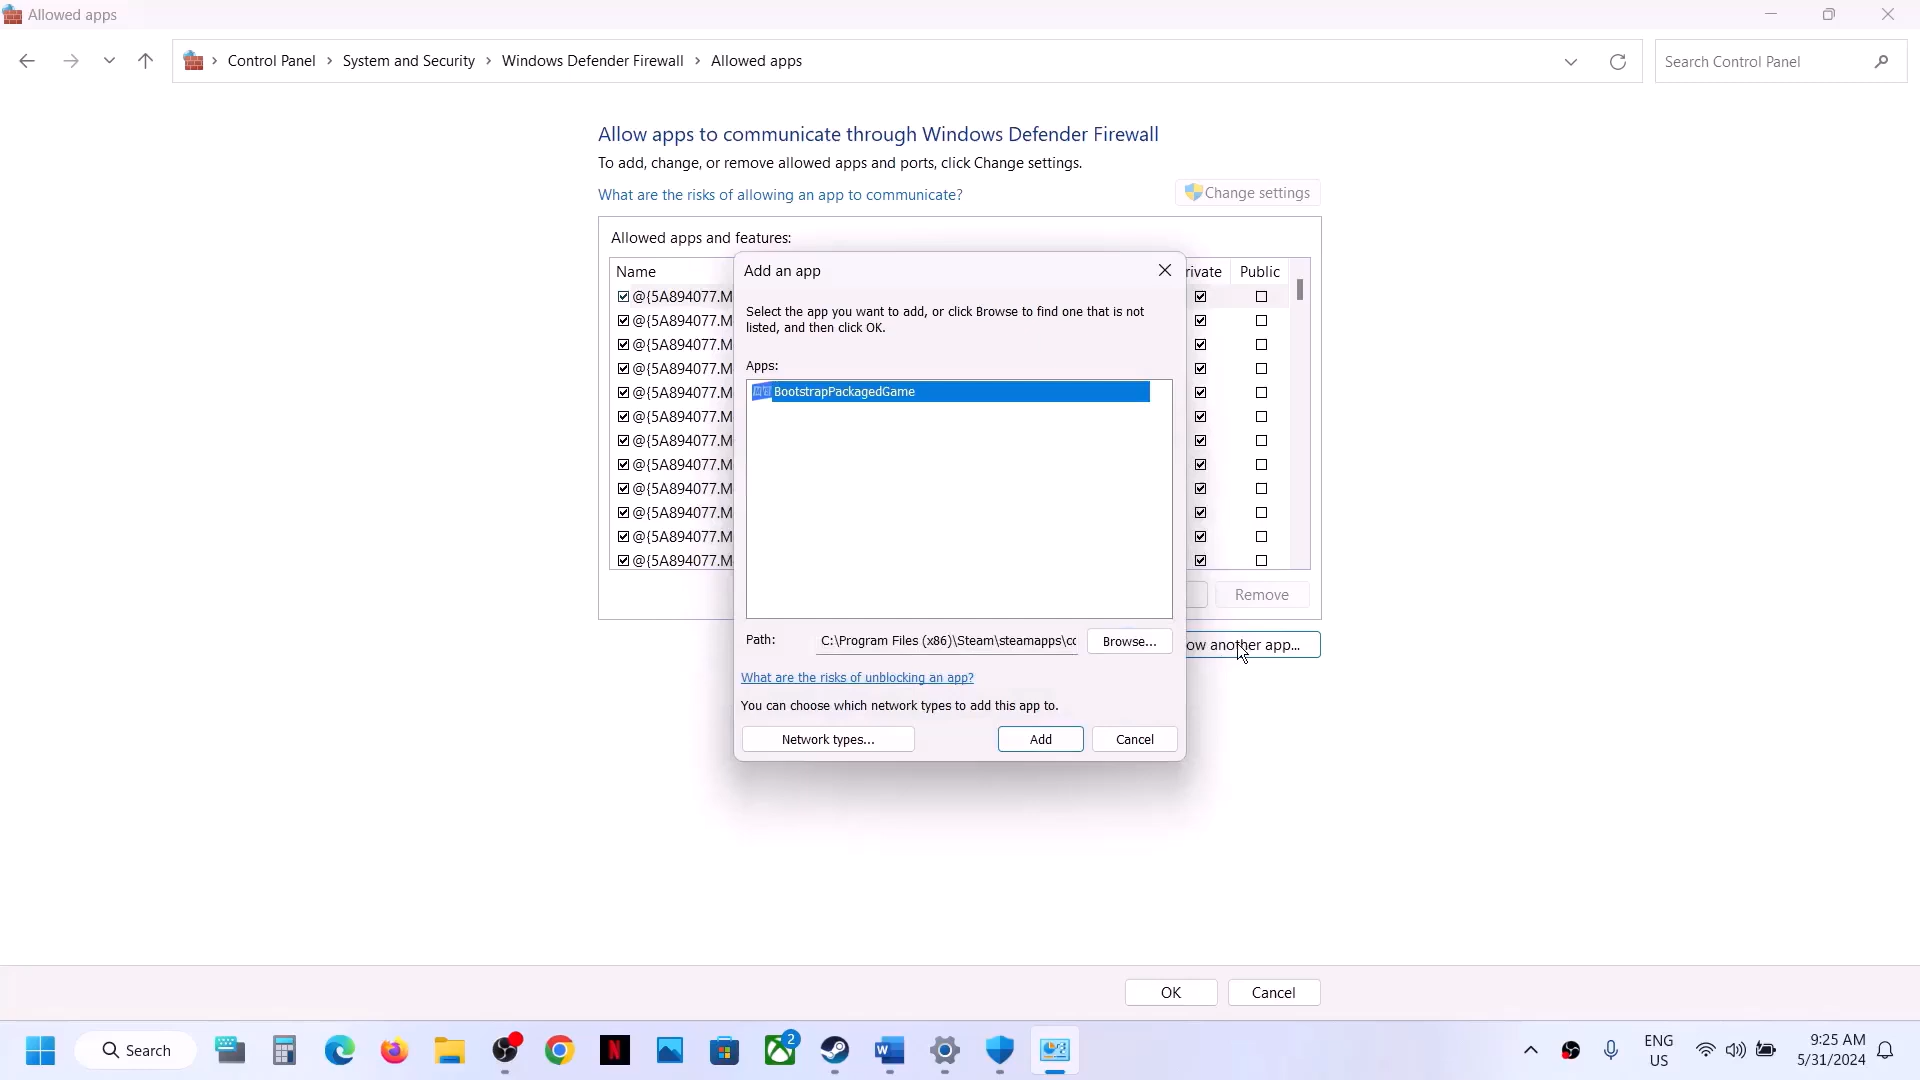 Allowed apps
Control Panel > System and Security > Windows Defender Firewall > Allowed apps
Search Control Panel
Allow apps to communicate through Windows Defender Firewall
To add, change, or remove allowed apps and ports, click Change settings.
What are the risks of allowing an app to communicate?
Change settings
Allowed apps and features:
Name
rivate
Public
@{5A894077.M
@{5A894077.M
@{5A894077.M
@{5A894077.M
@{5A894077.M
@{5A894077.M
@{5A894077.M
@{5A894077.M
@{5A894077.M
@{5A894077.M
@{5A894077.M
@{5A894077.M
Remove
ow another app...
Add an app
Select the app you want to add, or click Browse to find one that is not
listed, and then click OK.
Apps:
BootstrapPackagedGame
Path:
C:\Program Files (x86)\Steam\steamapps\cc
Browse...
What are the risks of unblocking an app?
You can choose which network types to add this app to.
Network types...
Add
Cancel
OK
Cancel
Search
2
ENG
US
9:25 AM
5/31/2024